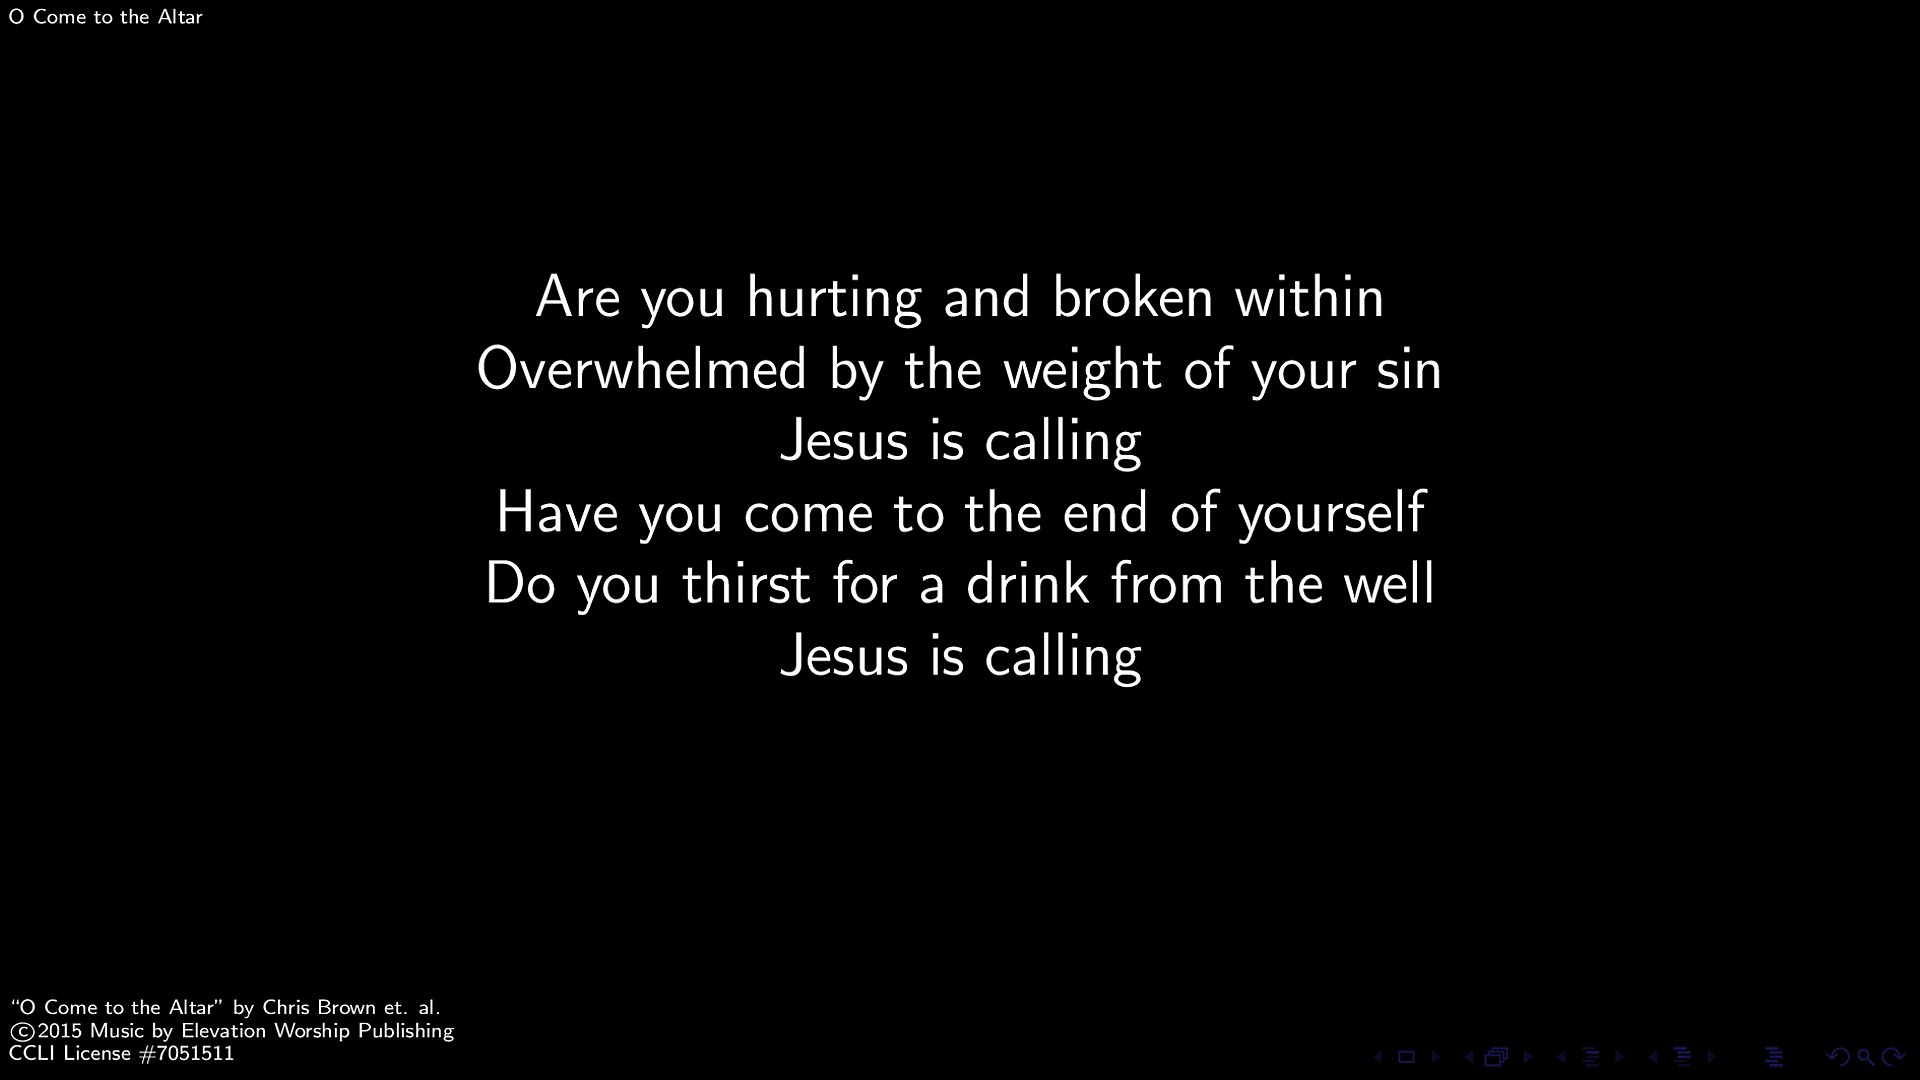 O Come to the Altar
Are you hurting and broken within
Overwhelmed by the weight of your sin
Jesus is calling
Have you come to the end of yourself
Do you thirst for a drink from the well
Jesus is calling
“O Come to the Altar” by Chris Brown et. al.
©2015 Music by Elevation Worship Publishing
CCLI License #7051511